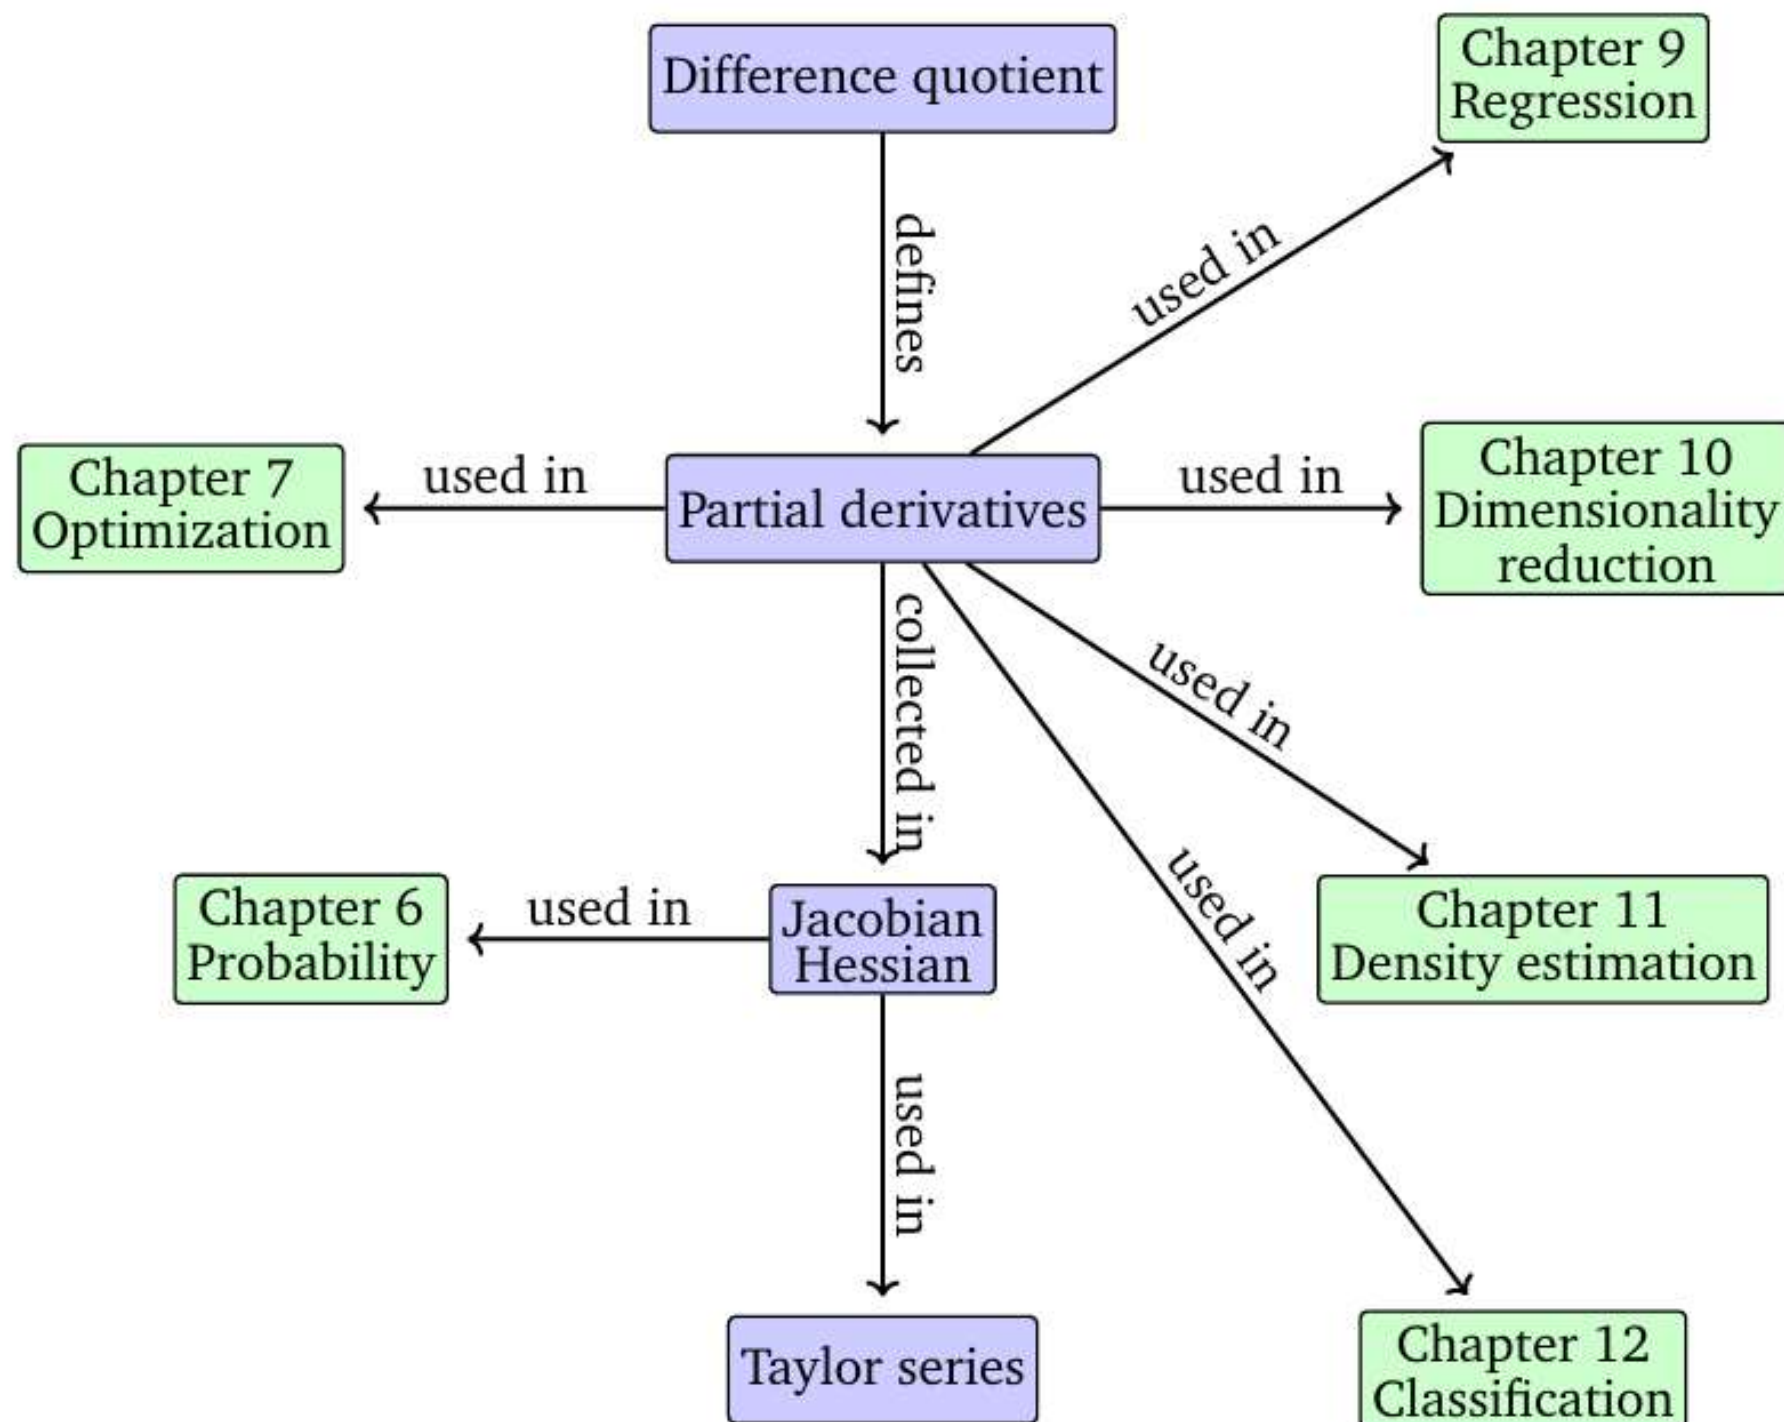 Difference quotient
Chapter 9
Regression
defines
used in
Chapter 7
Optimization
used in
Partial derivatives
used in
Chapter 10
Dimensionality
reduction
collected in
used in
used in
Chapter 6
Probability
used in
Jacobian
Hessian
Chapter 11
Density estimation
used in
Taylor series
Chapter 12
Classification